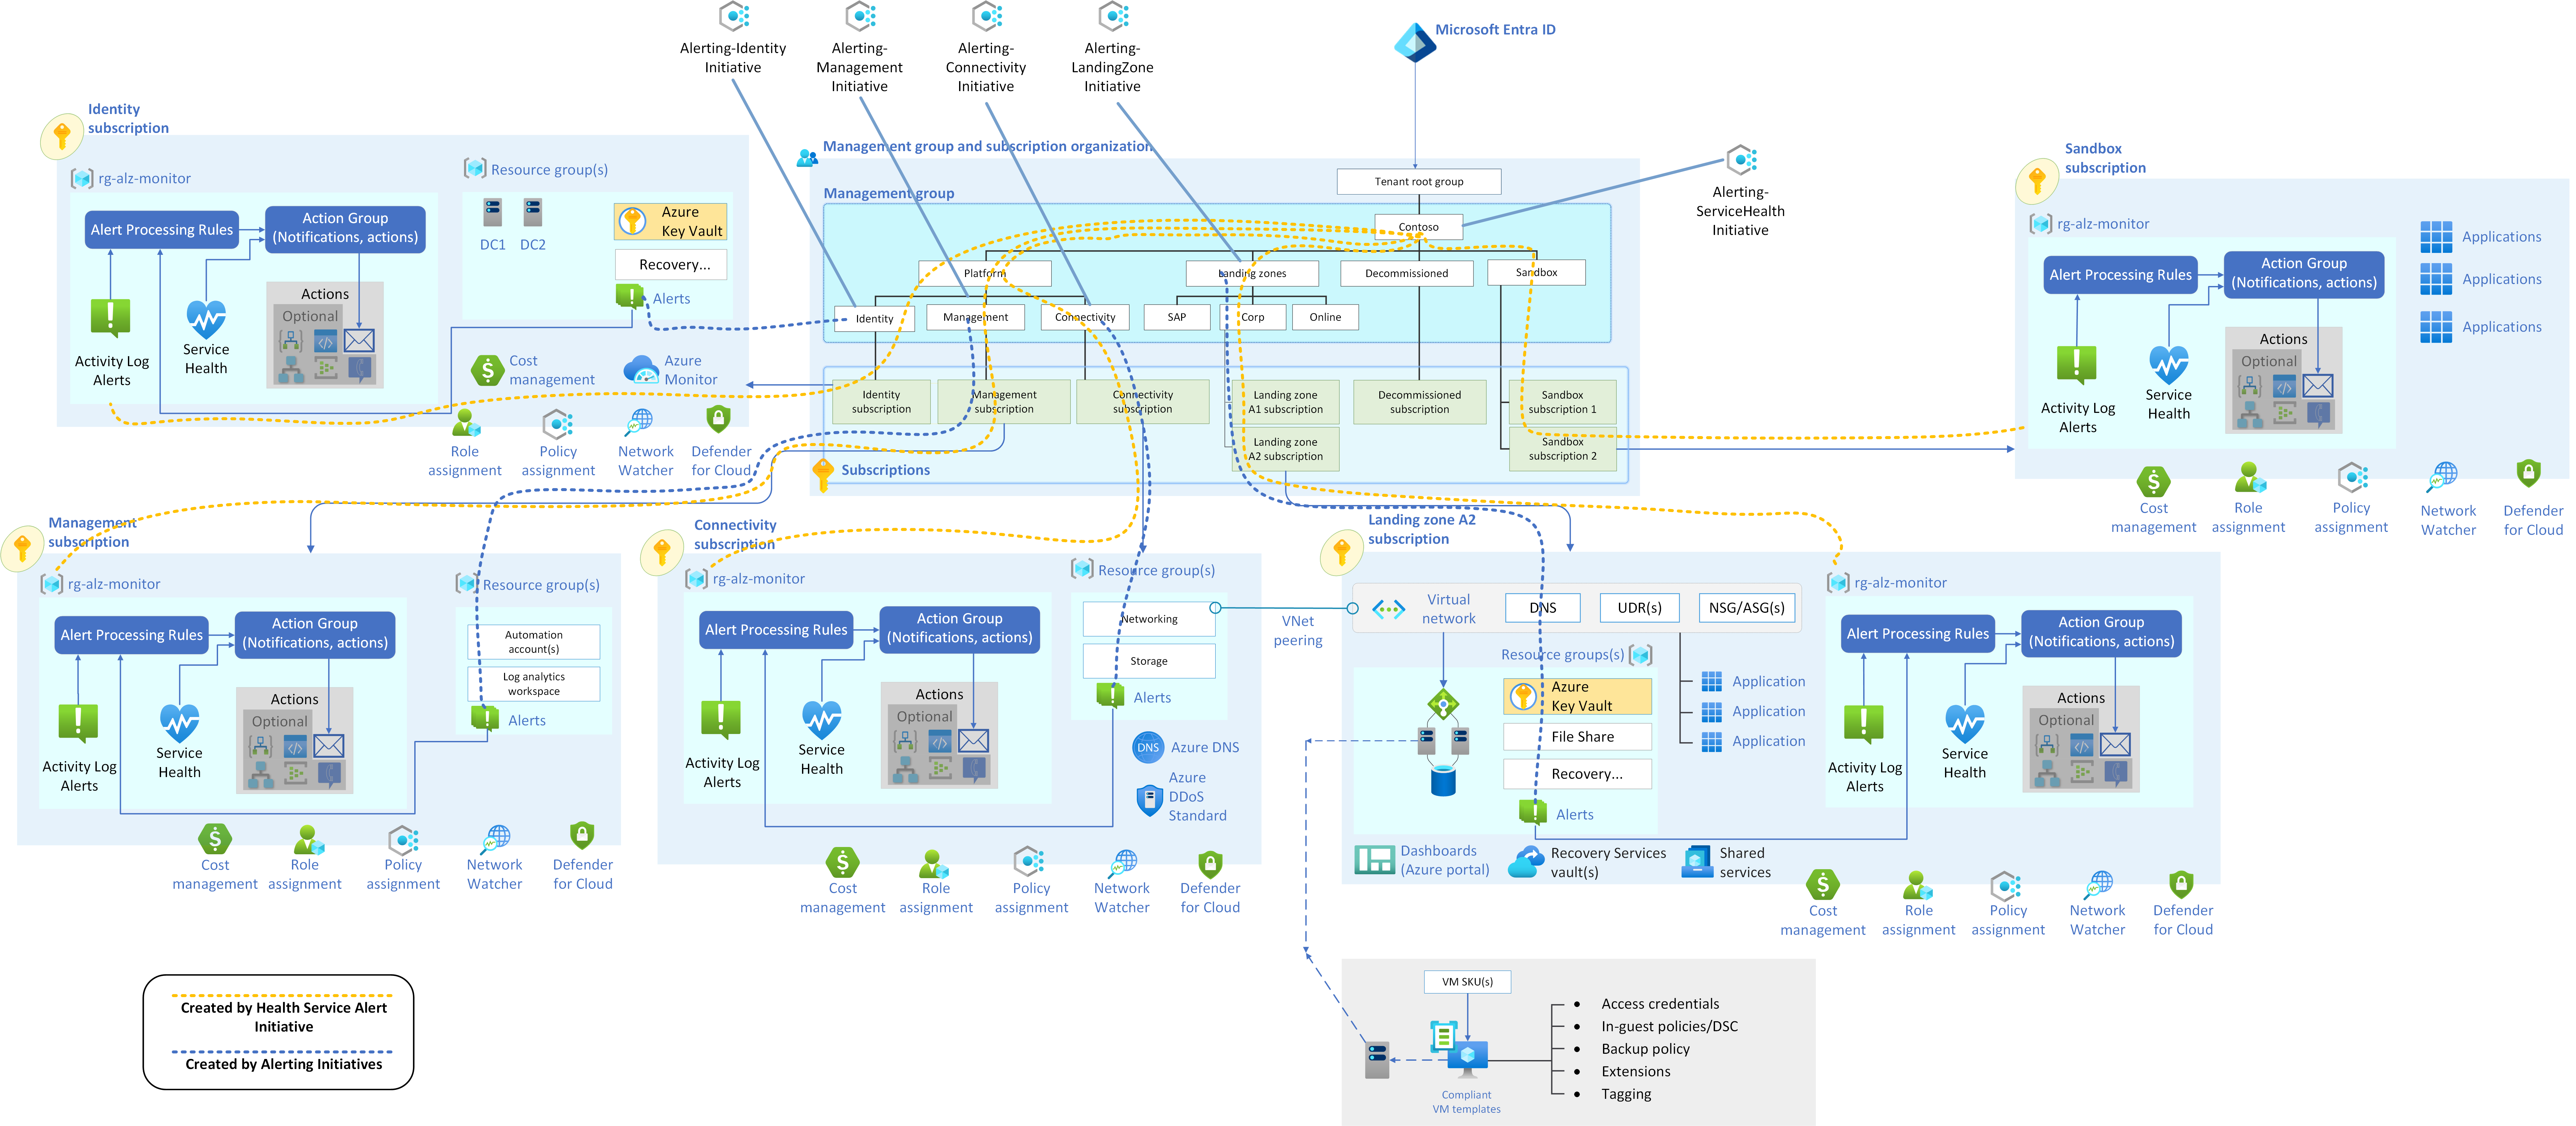 Alerting-Identity
Initiative
Alerting-
Management
Initiative
Alerting-
Connectivity
Initiative
Alerting-
LandingZone
Initiative
Microsoft Entra ID
Alerting-
ServiceHealth
Initiative
Identity
subscription
rg-alz-monitor
Alert Processing Rules
Action Group
(Notifications, actions)
Activity Log
Alerts
Service
Health
Actions
Optional
Resource group(s)
DC1
DC2
Azure
Key Vault
Recovery...
Alerts
Cost
management
Azure
Monitor
Role
assignment
Policy
assignment
Network
Watcher
Defender
for Cloud
Management group and subscription organization
Management group
Tenant root group
Contoso
Platform
Landing zones
Decommissioned
Sandbox
Identity
Management
Connectivity
SAP
Corp
Online
Identity
subscription
Management
subscription
Connectivity
subscription
Landing zone
A1 subscription
Decommissioned
subscription
Sandbox
subscription 1
Landing zone
A2 subscription
Sandbox
subscription 2
Subscriptions
Sandbox
subscription
rg-alz-monitor
Alert Processing Rules
Action Group
(Notifications, actions)
Activity Log
Alerts
Service
Health
Actions
Optional
Applications
Applications
Applications
Cost
management
Role
assignment
Policy
assignment
Network
Watcher
Defender
for Cloud
Management
subscription
rg-alz-monitor
Alert Processing Rules
Action Group
(Notifications, actions)
Activity Log
Alerts
Service
Health
Actions
Optional
Resource group(s)
Automation
account(s)
Log analytics
workspace
Alerts
Cost
management
Role
assignment
Policy
assignment
Network
Watcher
Defender
for Cloud
Connectivity
subscription
rg-alz-monitor
Alert Processing Rules
Action Group
(Notifications, actions)
Activity Log
Alerts
Service
Health
Actions
Optional
Resource group(s)
Networking
Storage
Alerts
DNS
Azure DNS
Azure
DDoS
Standard
Cost
management
Role
assignment
Policy
assignment
Network
Watcher
Defender
for Cloud
VNet
peering
Landing zone A2
subscription
Virtual
network
DNS
UDR(s)
NSG/ASG(s)
Resource groups(s)
Azure
Key Vault
File Share
Recovery...
Alerts
Application
Application
Application
Dashboards
(Azure portal)
Recovery Services
vault(s)
Shared
services
rg-alz-monitor
Alert Processing Rules
Action Group
(Notifications, actions)
Activity Log
Alerts
Service
Health
Actions
Optional
Cost
management
Role
assignment
Policy
assignment
Network
Watcher
Defender
for Cloud
Created by Health Service Alert
Initiative
Created by Alerting Initiatives
VM SKU(s)
Compliant
VM templates
• Access credentials
• In-guest policies/DSC
• Backup policy
• Extensions
• Tagging